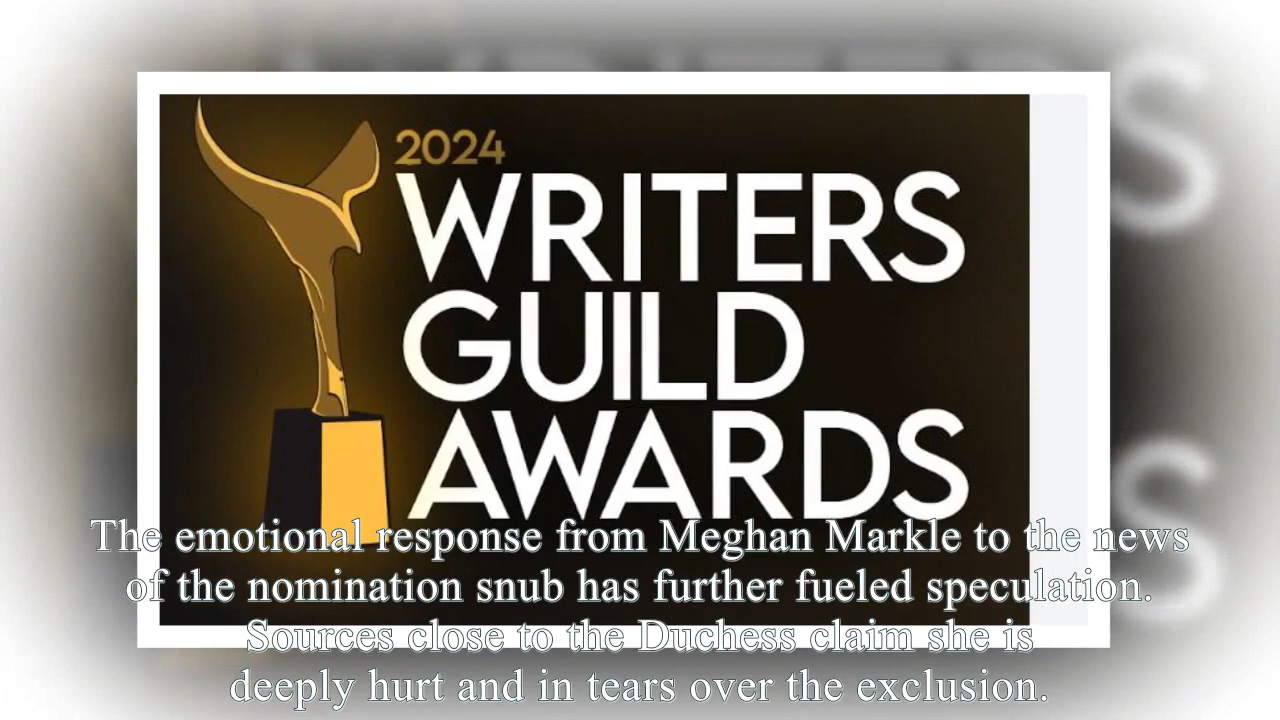 2024
WRITERS
GUILD
AWARDS
The emotional response from Meghan Markle to the news
of the nomination snub has further fueled speculation.
Sources close to the Duchess claim she is
deeply hurt and in tears over the exclusion.